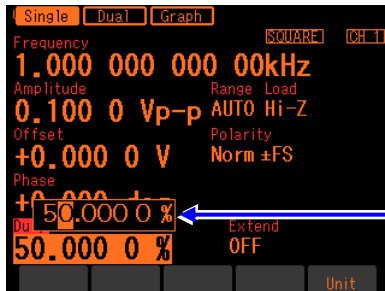 Single Dual Graph
Frequency SQUARE CH 1
1.000 000 000 00kHz
Amplitude Range Load
0.100 0 Vp-p AUTO Hi-Z
Offset Polarity
+0.000 0 V Norm ±FS
Phase
50.000 0 %
Extend
50.000 0 % OFF
Unit